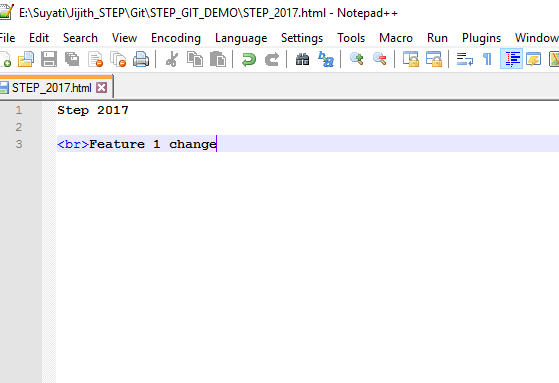 E:\Suyati\Jijith_STEP\Git\STEP_GIT_DEMO\STEP_2017.html - Notepad++
File Edit Search View Encoding Language Settings Tools Macro Run Plugins Window
STEP_2017.html
1 Step 2017
2
3 <br>Feature 1 change